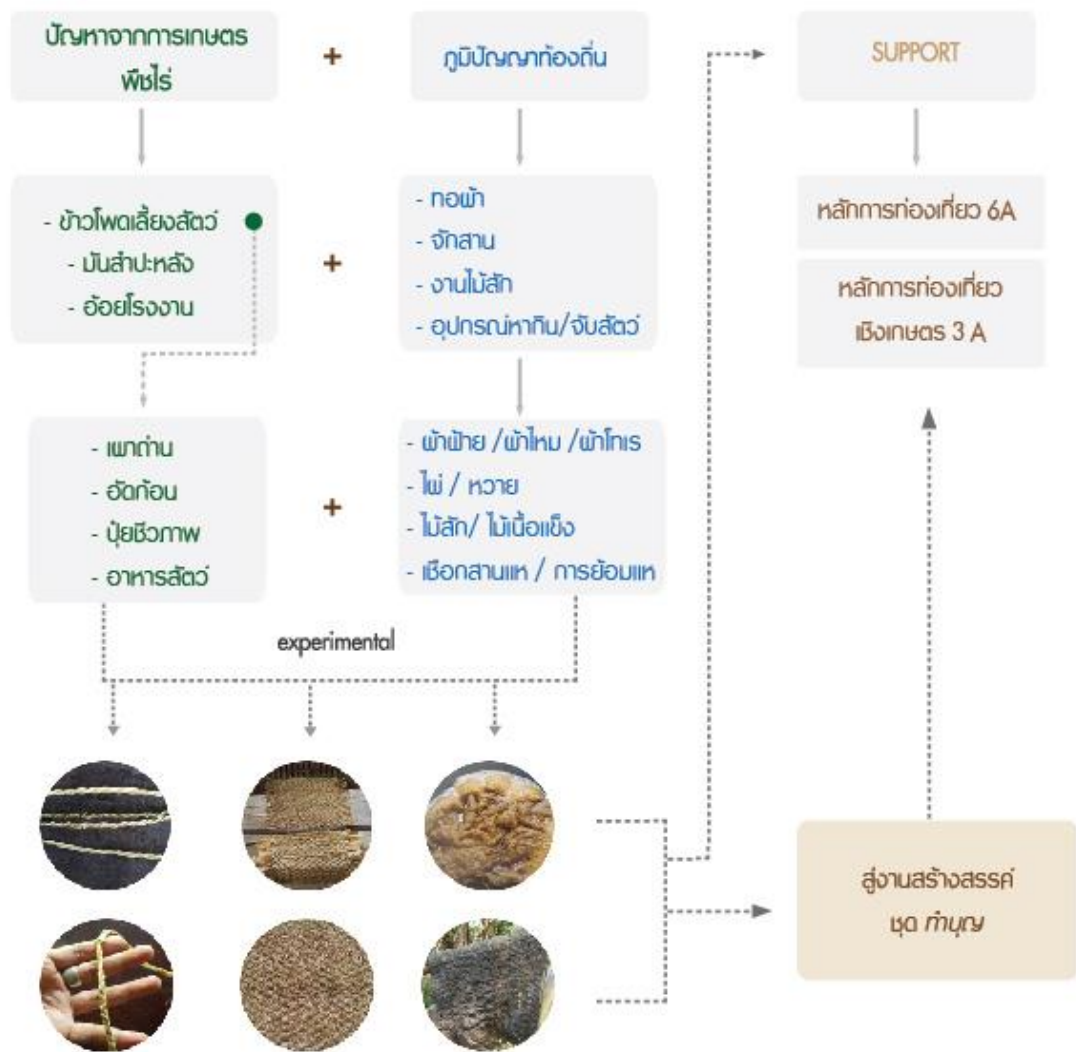 ปัญหาจากการเกษตร
พืชไร่
+
ภูมิปัญญาท้องถิ่น
SUPPORT
- ข้าวโพดเลี้ยงสัตว์
- มันสำปะหลัง
- อ้อยโรงงาน
+
- ทอผ้า
- จักสาน
- งานไม้สัก
- อุปกรณ์หากิน/จับสัตว์
หลักการท่องเที่ยว 6A
หลักการท่องเที่ยว
เชิงเกษตร 3 A
- เผาถ่าน
- อัดก้อน
- ปุ๋ยชีวภาพ
- อาหารสัตว์
+
- ผ้าฝ้าย /ผ้าไหม /ผ้าโทเร
- ไผ่ / หวาย
- ไม้สัก/ ไม้เนื้อแข็ง
- เชือกสานแห / การย้อมแห
experimental
สู่งานสร้างสรรค์
ชุด ทำบุญ